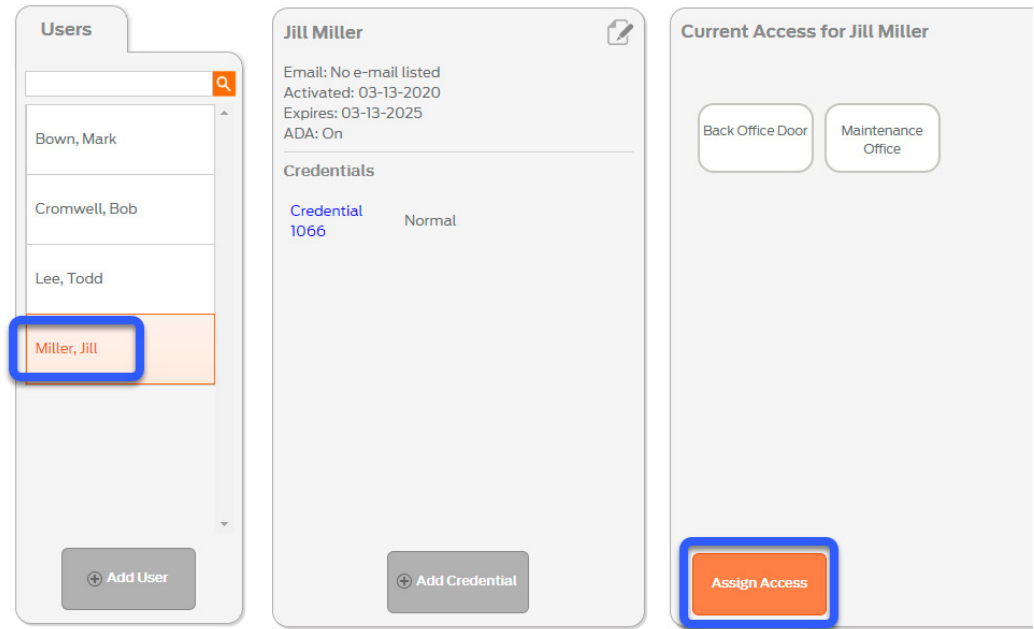 Users
Bown, Mark
Cromwell, Bob
Lee, Todd
Miller, Jill
Add User
Jill Miller
Email: No e-mail listed
Activated: 03-13-2020
Expires: 03-13-2025
ADA: On
Credentials
Credential
1066
Normal
Add Credential
Current Access for Jill Miller
Back Office Door
Maintenance
Office
Assign Access